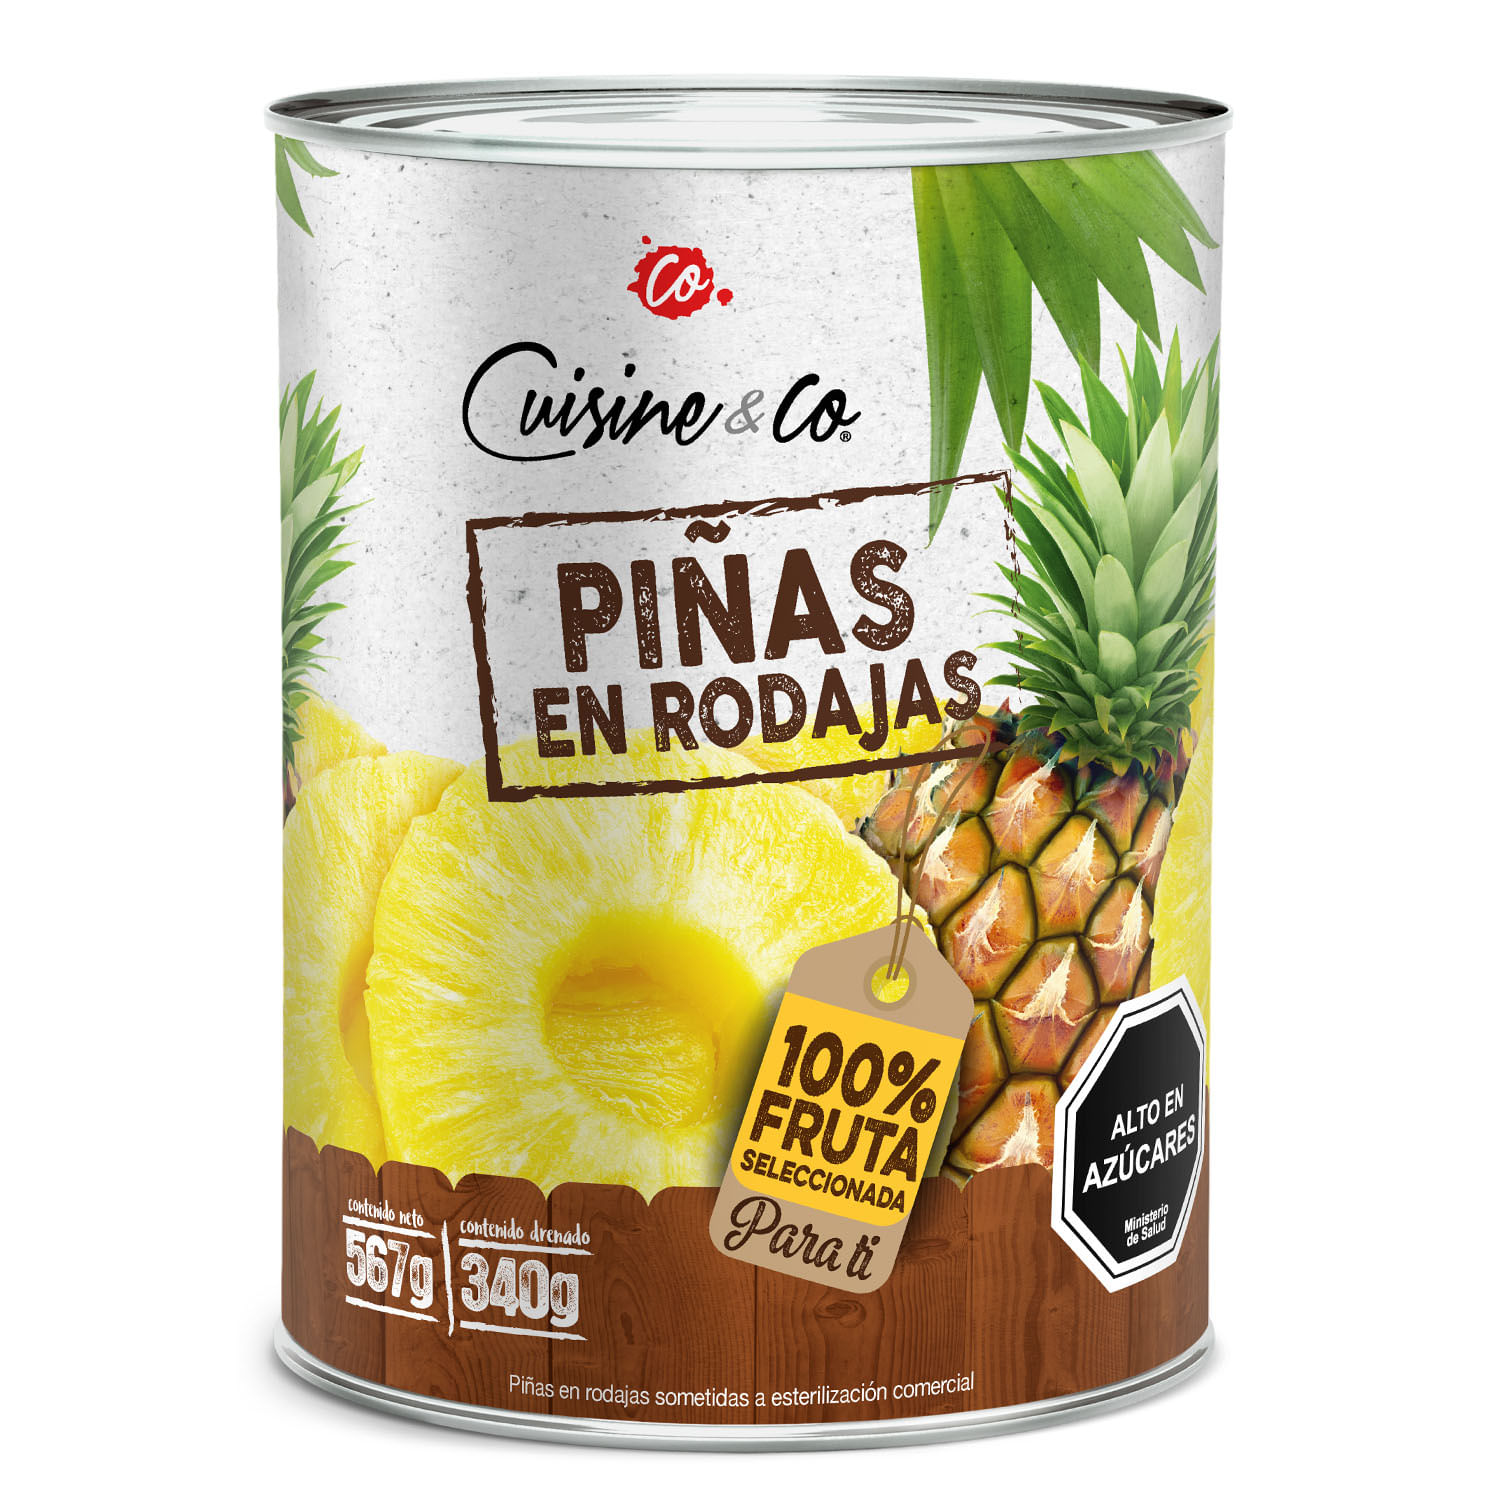 Co.
Cuisine & Co®
PIÑAS
EN RODAJAS
100%
FRUTA
SELECCIONADA
Para ti
ALTO EN
AZÚCARES
Ministerio
de Salud
contenido neto
567g
contenido drenado
340g
Piñas en rodajas sometidas a esterilización comercial